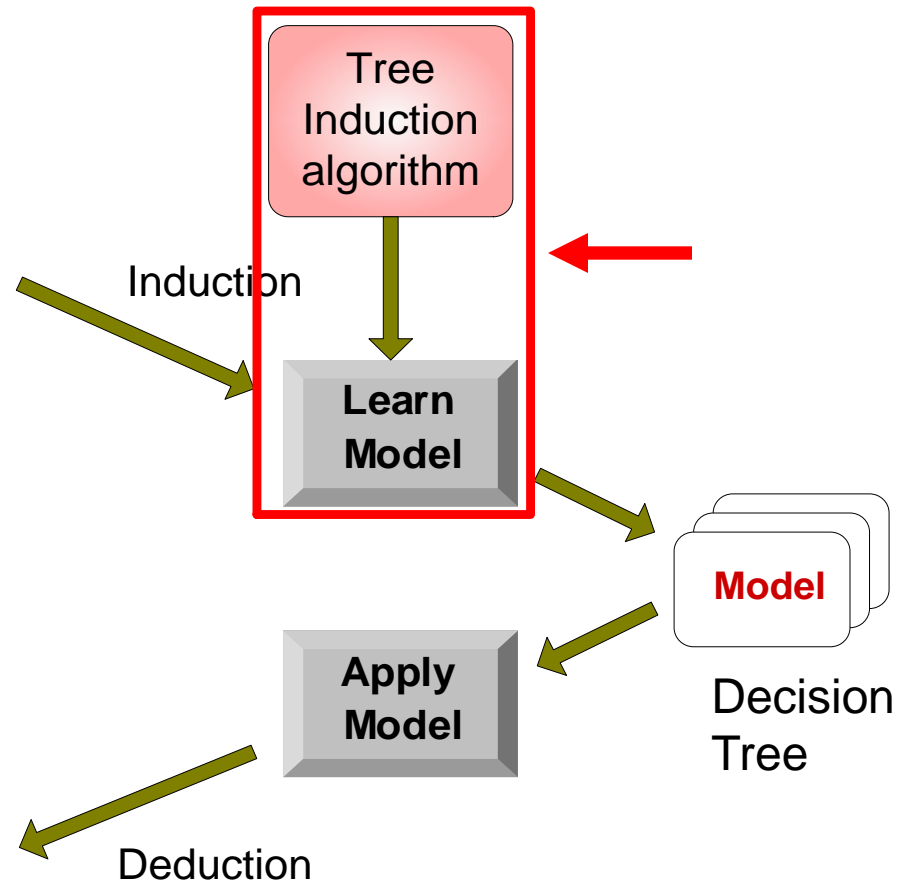 Tree
Induction
algorithm
Induction
Learn
Model
Model
Decision
Tree
Apply
Model
Deduction